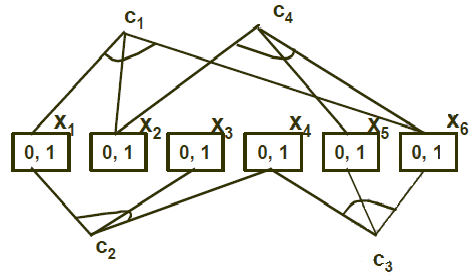 c1 c4
x1 x2 x3 x4 x5 x6
0, 1 0, 1 0, 1 0, 1 0, 1 0, 1
c2 c3